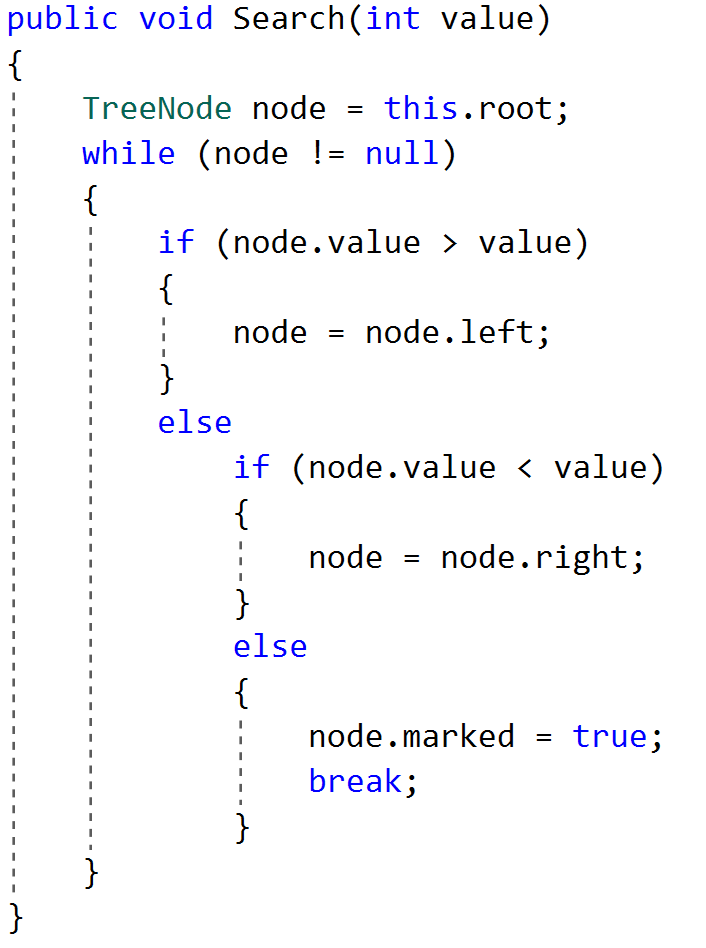 public void Search(int value)
{
    TreeNode node = this.root;
    while (node != null)
    {
        if (node.value > value)
        {
            node = node.left;
        }
        else
            if (node.value < value)
            {
                node = node.right;
            }
            else
            {
                node.marked = true;
                break;
            }
    }
}